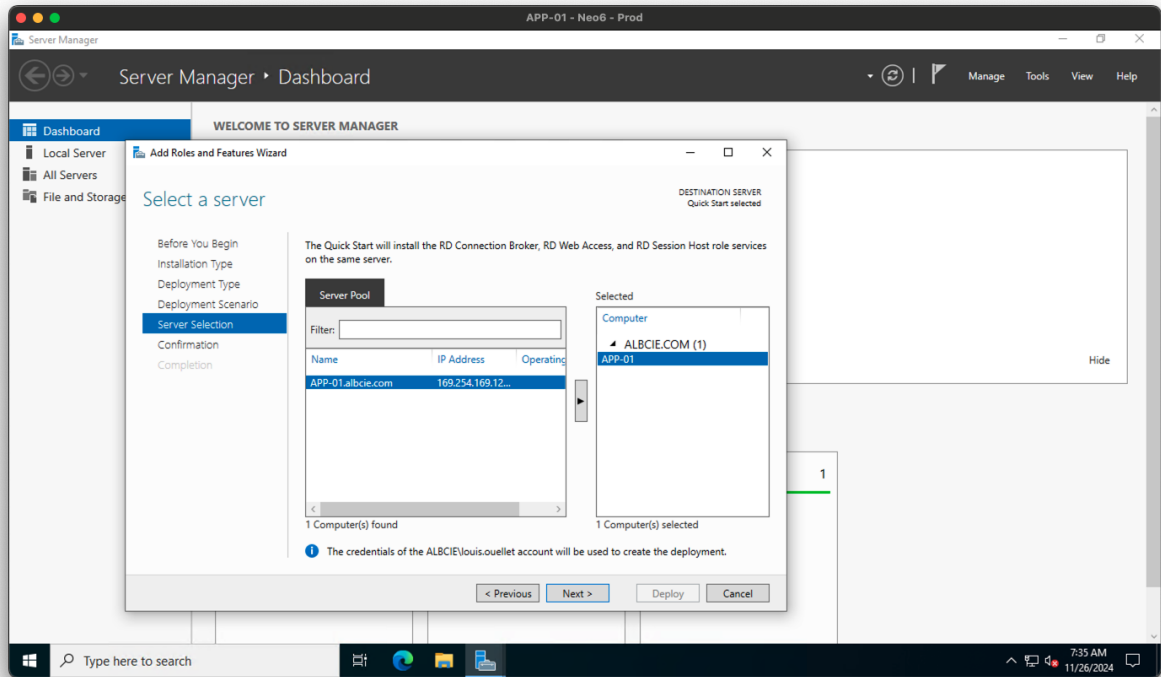 APP-01 - Neo6 - Prod
Server Manager
Server Manager • Dashboard
Manage Tools View Help
Dashboard
Local Server
All Servers
File and Storage
WELCOME TO SERVER MANAGER
Add Roles and Features Wizard
Select a server
DESTINATION SERVER
Quick Start selected
Before You Begin
Installation Type
Deployment Type
Deployment Scenario
Server Selection
Confirmation
Completion
The Quick Start will install the RD Connection Broker, RD Web Access, and RD Session Host role services
on the same server.
Server Pool
Filter:
Name IP Address Operating
APP-01.albcie.com 169.254.169.12...
1 Computer(s) found
Selected
Computer
ALBCIE.COM (1)
APP-01
1 Computer(s) selected
The credentials of the ALBCIE\louis.ouellet account will be used to create the deployment.
< Previous Next > Deploy Cancel
Hide
1
Type here to search
7:35 AM
11/26/2024